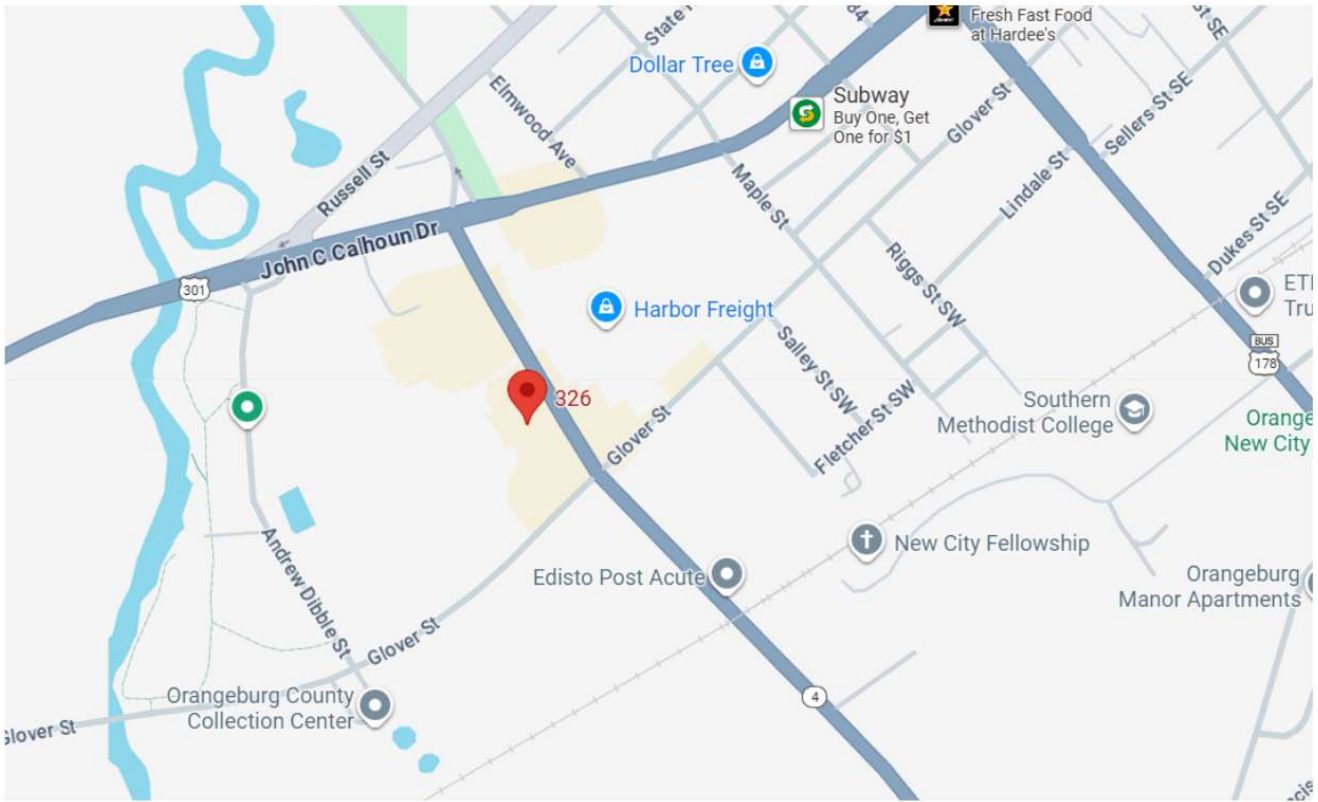 Fresh Fast Food
at Hardee's
State
Dollar Tree
Elmwood Ave
Subway
Buy One, Get
One for $1
Glover St
Sellers St SE
Russell St
Maple St
Lindale St
Dukes St SE
John C Calhoun Dr
301
Riggs St SW
Harbor Freight
BUS
178
Salley St SW
326
Southern
Methodist College
Orange
New City
Glover St
Fletcher St SW
New City Fellowship
Andrew Dibble St
Edisto Post Acute
Orangeburg
Manor Apartments
Glover St
Orangeburg County
Collection Center
4
Glover St